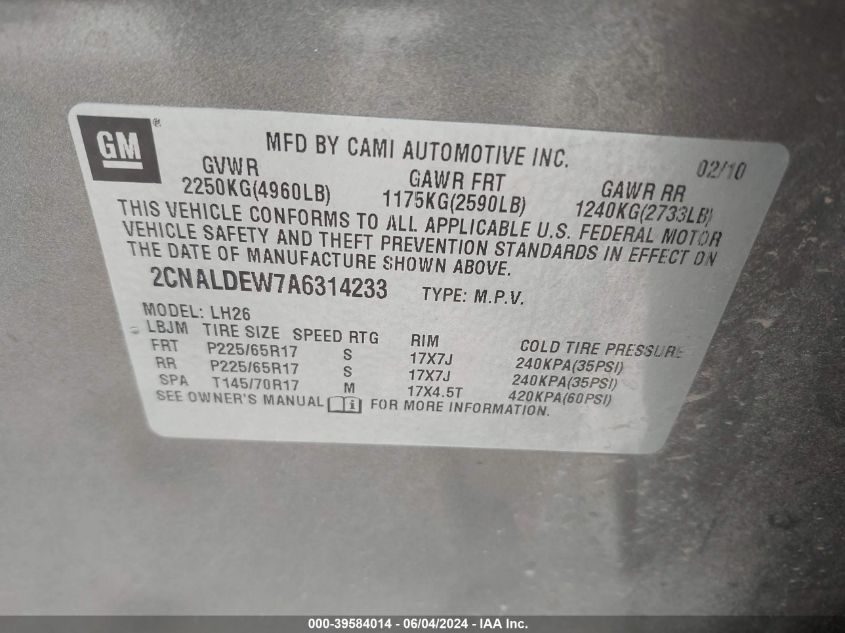 GM ®
MFD BY CAMI AUTOMOTIVE INC. 02/10
GVWR GAWR FRT GAWR RR
2250KG(4960LB) 1175KG(2590LB) 1240KG(2733LB)
THIS VEHICLE CONFORMS TO ALL APPLICABLE U.S. FEDERAL MOTOR
VEHICLE SAFETY AND THEFT PREVENTION STANDARDS IN EFFECT ON
THE DATE OF MANUFACTURE SHOWN ABOVE.
2CNALDEW7A6314233 TYPE: M.P.V.
MODEL: LH26
LBJM TIRE SIZE SPEED RTG RIM COLD TIRE PRESSURE
FRT P225/65R17 S 17X7J 240KPA(35PSI)
RR P225/65R17 S 17X7J 240KPA(35PSI)
SPA T145/70R17 M 17X4.5T 420KPA(60PSI)
SEE OWNER'S MANUAL i FOR MORE INFORMATION.
000-39584014 - 06/04/2024 - IAA Inc.